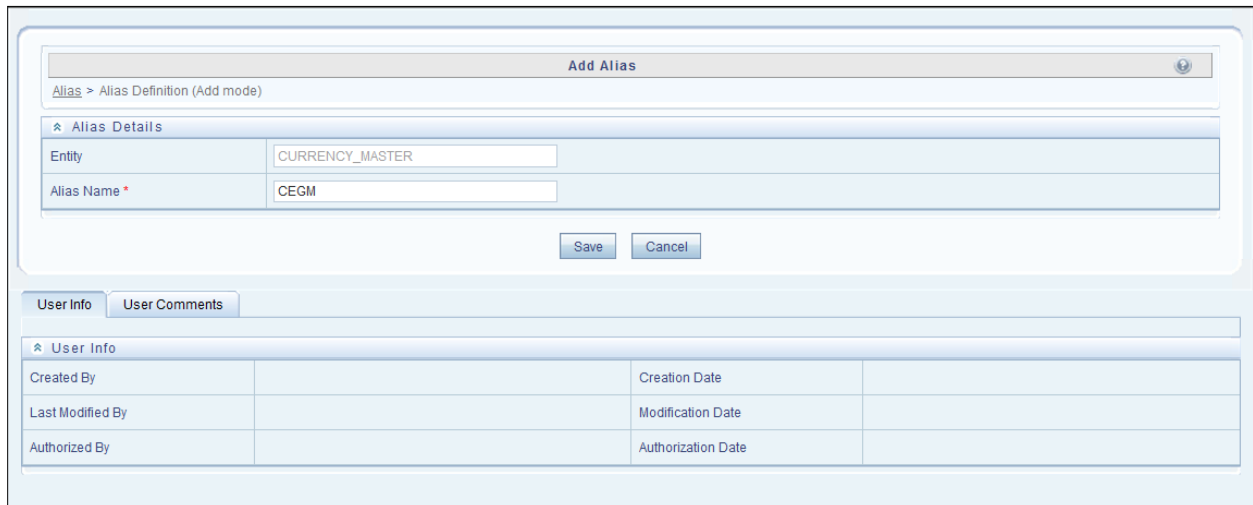 Add Alias
Alias > Alias Definition (Add mode)
Alias Details
Entity CURRENCY_MASTER
Alias Name * CEGM
Save Cancel
User Info User Comments
User Info
Created By Creation Date
Last Modified By Modification Date
Authorized By Authorization Date